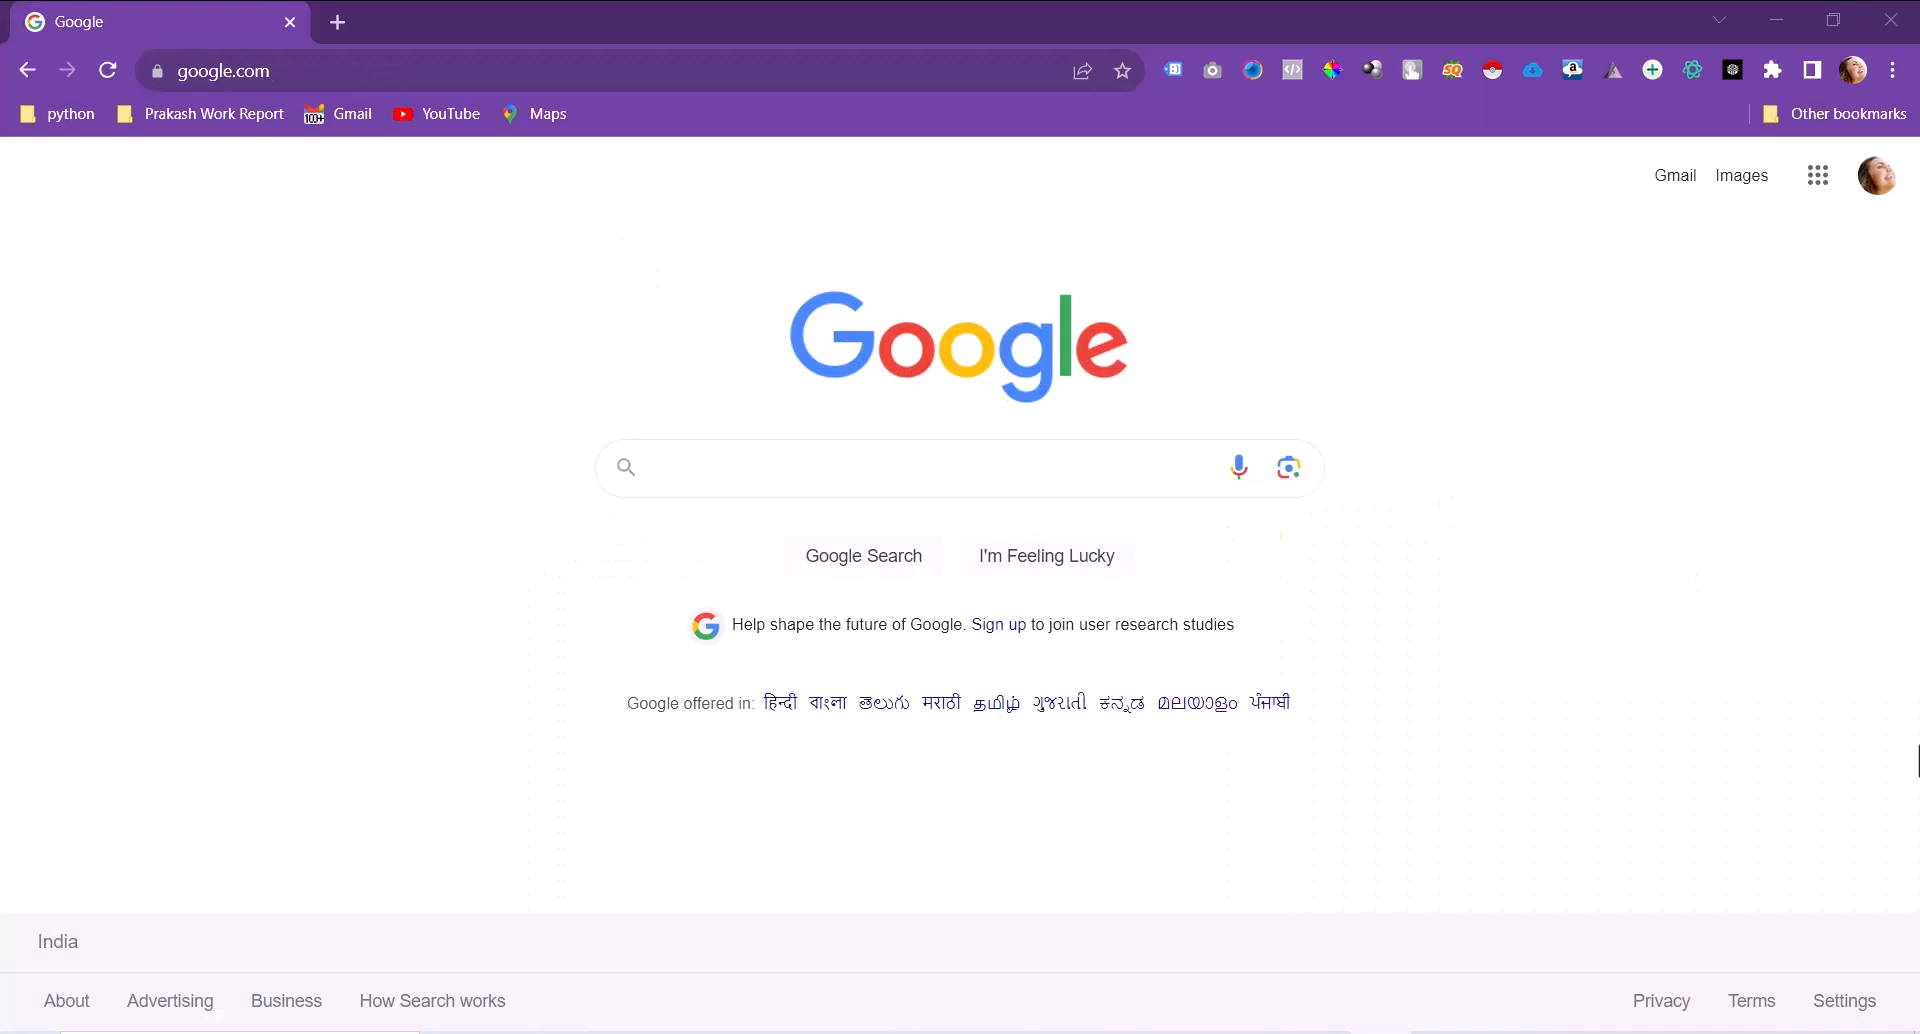 Google
google.com
python Prakash Work Report 100+ Gmail YouTube Maps Other bookmarks
Gmail Images
Google
Google Search I'm Feeling Lucky
Help shape the future of Google. Sign up to join user research studies
Google offered in: हिन्दी বাংলা తెలుగు मराठी தமிழ் ગુજરાતી ಕನ್ನಡ മലയാളം ਪੰਜਾਬੀ
India
About Advertising Business How Search works Privacy Terms Settings